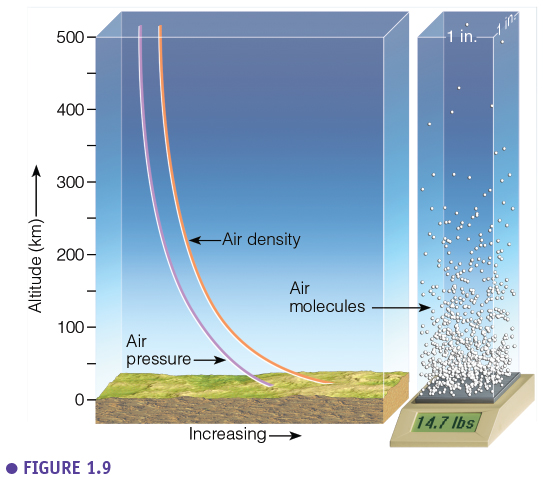 500
400
300
200
100
0
Altitude (km)
Air density
Air
pressure
Air
molecules
Increasing
1 in.
1 in.
14.7 lbs
● FIGURE 1.9